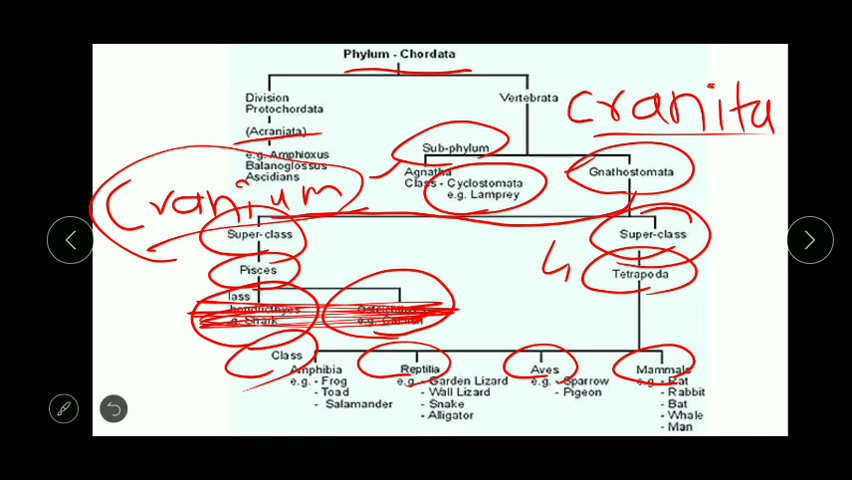 Phylum - Chordata
Division
Protochordata
Vertebrata
Cranita
(Acraniata)
Sub-phylum
e.g. Amphioxus
Balanoglossus
Ascidians
Agnatha
Class - Cyclostomata
e.g. Lamprey
Gnathostomata
Cranium
Super-class
Super-class
Pisces
Tetrapoda
4
lass
e.g. Shark
Class
Amphibia
e.g. - Frog
- Toad
- Salamander
Reptilia
e.g. - Garden Lizard
- Wall Lizard
- Snake
- Alligator
Aves
e.g. - Sparrow
- Pigeon
Mammals
e.g. - Rat
- Rabbit
- Bat
- Whale
- Man